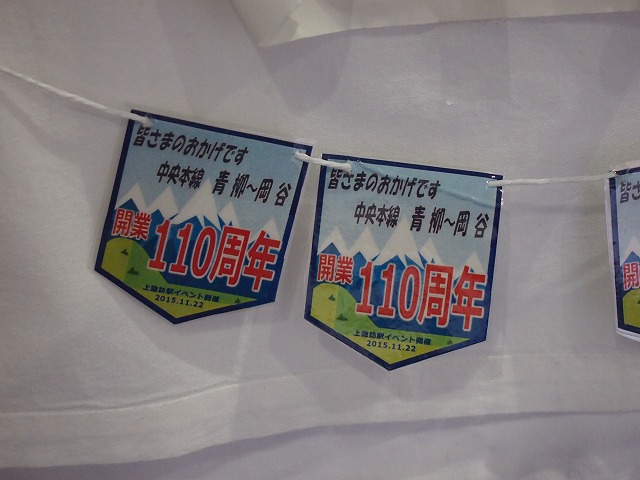 皆さまのおかげです
中央本線 青柳〜岡谷
開業 110周年
上諏訪駅イベント開催
2015.11.22
皆さまのおかげです
中央本線 青柳〜岡谷
開業 110周年
上諏訪駅イベント開催
2015.11.22
皆さ
開